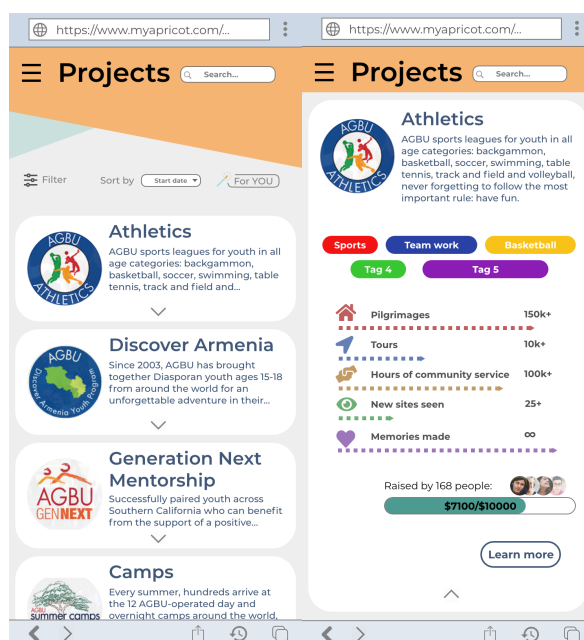 https://www.myapricot.com/...
Projects
Search...
Filter
Sort by
Start date
For YOU
AGBU
ATHLETICS
Athletics
AGBU sports leagues for youth in all
age categories: backgammon,
basketball, soccer, swimming, table
tennis, track and field and...
AGBU
Discover Armenia Youth Program
Discover Armenia
Since 2003, AGBU has brought
together Diasporan youth ages 15-18
from around the world for an
unforgettable adventure in their...
AGBU
GENNEXT
Generation Next
Mentorship
Successfully paired youth across
Southern California who can benefit
from the support of a positive...
AGBU
summer camps
Camps
Every summer, hundreds arrive at
the 12 AGBU-operated day and
overnight camps around the world,
https://www.myapricot.com/...
Projects
Search...
AGBU
ATHLETICS
Athletics
AGBU sports leagues for youth in all
age categories: backgammon,
basketball, soccer, swimming, table
tennis, track and field and volleyball,
never forgetting to follow the most
important rule: have fun.
Sports
Team work
Basketball
Tag 4
Tag 5
Pilgrimages 150k+
Tours 10k+
Hours of community service 100k+
New sites seen 25+
Memories made ∞
Raised by 168 people:
$7100/$10000
Learn more